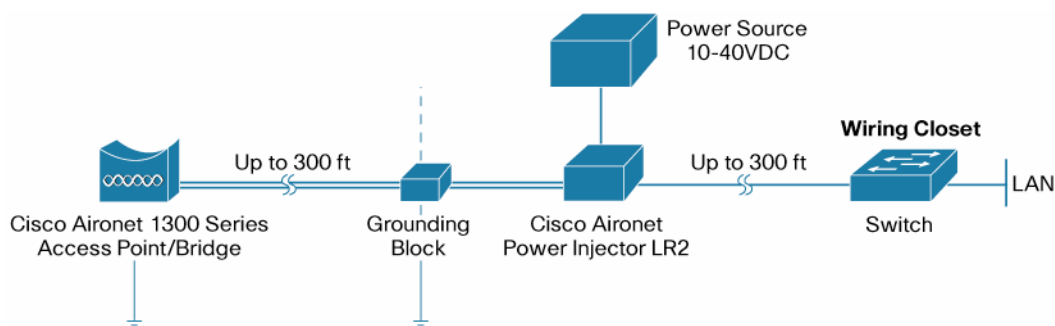 Power Source
10-40VDC
Wiring Closet
Up to 300 ft
Up to 300 ft
LAN
Cisco Aironet 1300 Series
Access Point/Bridge
Grounding
Block
Cisco Aironet
Power Injector LR2
Switch